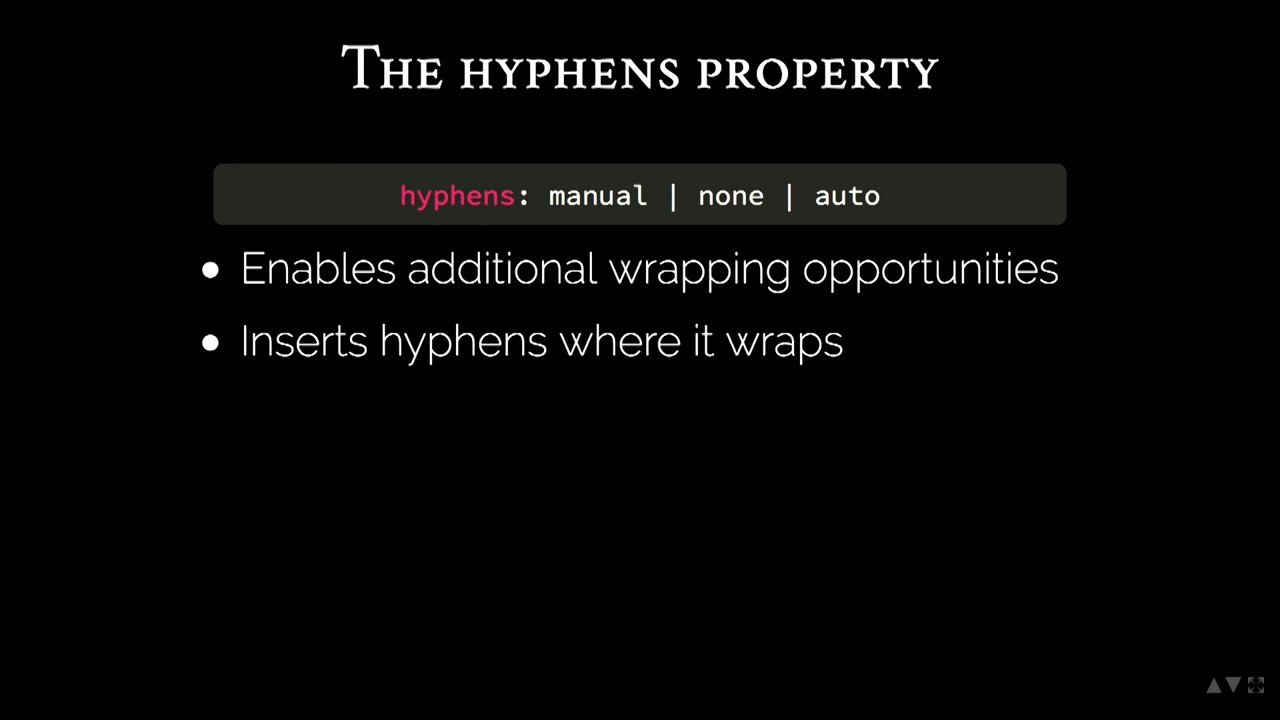 The hyphens property
hyphens: manual | none | auto
• Enables additional wrapping opportunities
• Inserts hyphens where it wraps